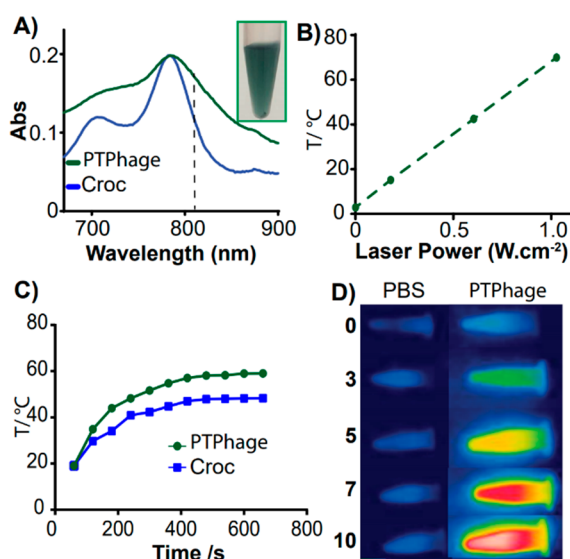 A)
0.2
0.1
Abs
PTPhage
Croc
700
800
900
Wavelength (nm)
B)
80
60
40
20
0
T/°C
0
0.5
1.0
Laser Power (W.cm-2)
C)
80
60
40
20
0
T/°C
PTPhage
Croc
0
200
400
600
800
Time /s
D)
PBS
PTPhage
0
3
5
7
10